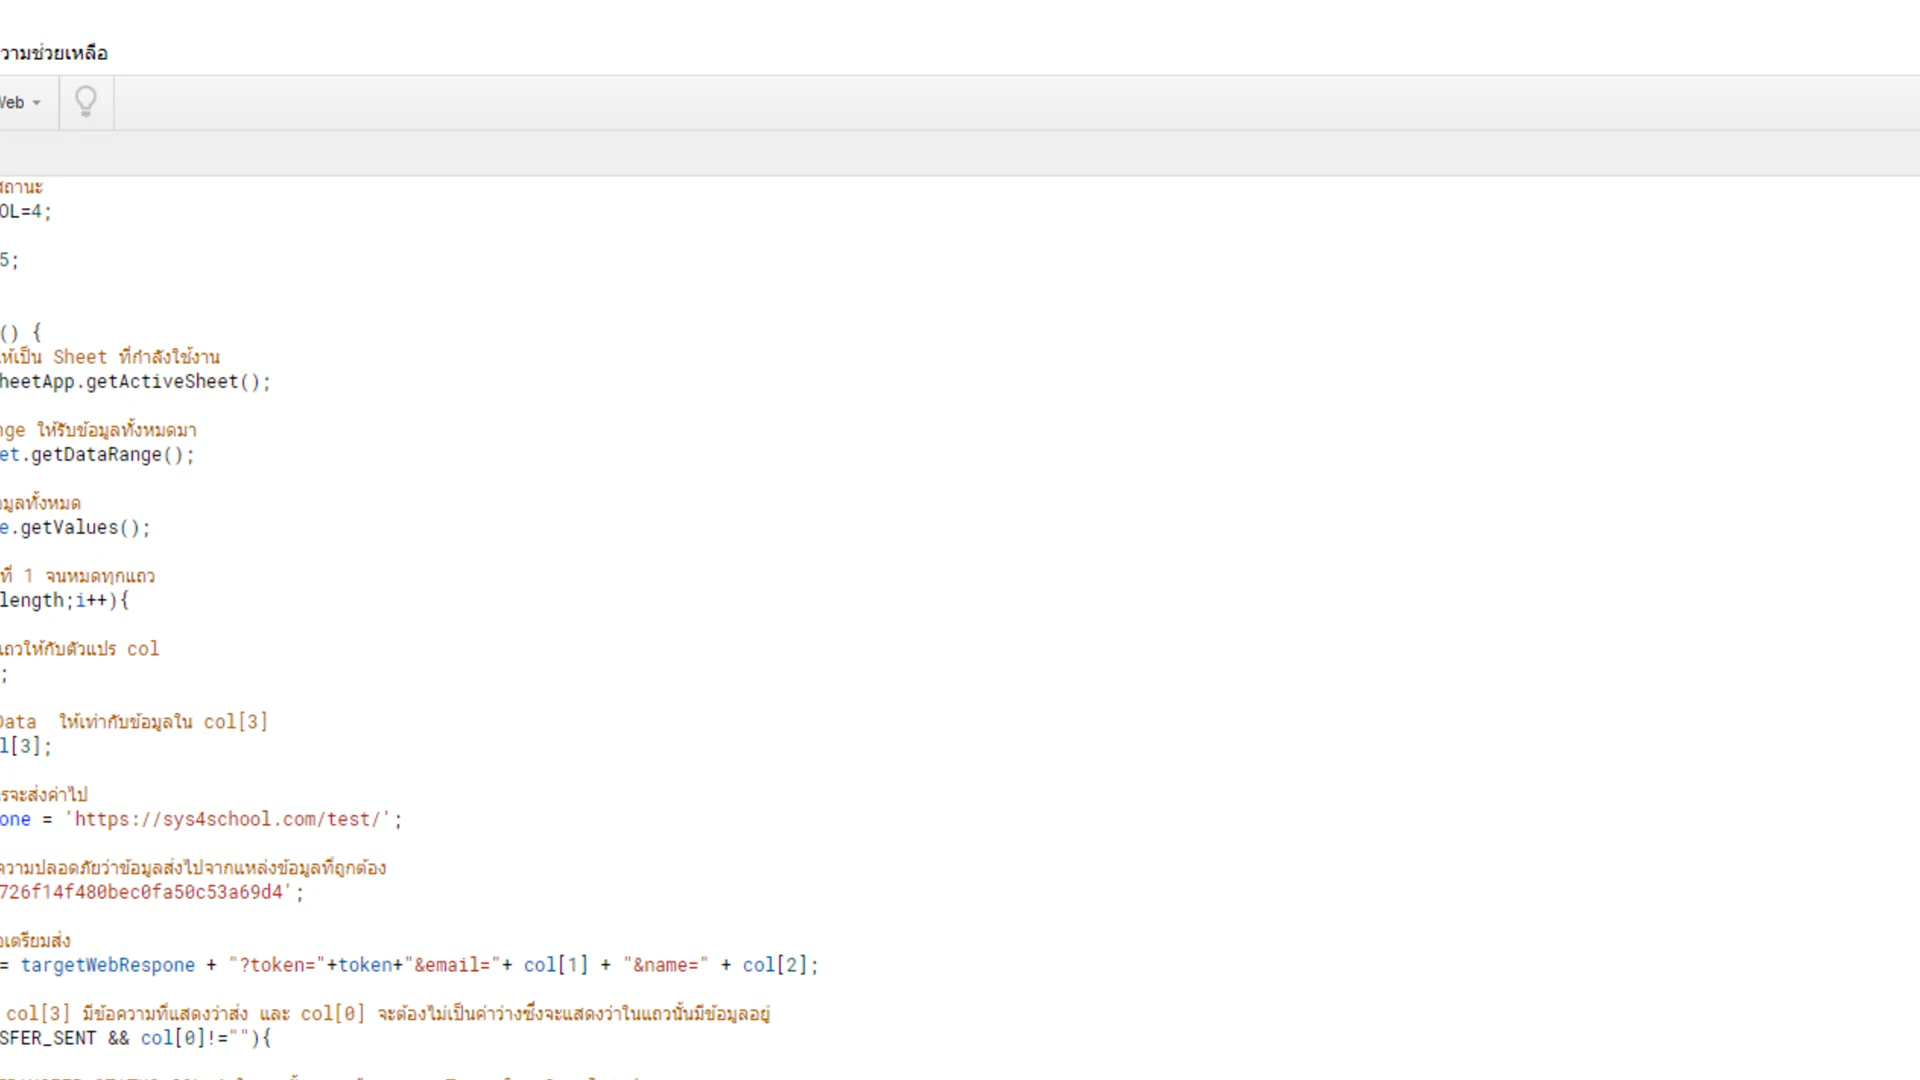 วามช่วยเหลือ
Web
สถานะ
OL=4;
5;
() {
ให้เป็น Sheet ที่กำลังใช้งาน
heetApp.getActiveSheet();
nge ให้รับข้อมูลทั้งหมดมา
et.getDataRange();
อมูลทั้งหมด
e.getValues();
ที่ 1 จนหมดทุกแถว
length;i++){
แถวให้กับตัวแปร col
;
Data  ให้เท่ากับข้อมูลใน col[3]
l[3];
รจะส่งค่าไป
one = 'https://sys4school.com/test/';
ความปลอดภัยว่าข้อมูลส่งไปจากแหล่งข้อมูลที่ถูกต้อง
726f14f480bec0fa50c53a69d4';
อเตรียมส่ง
= targetWebRespone + "?token="+token+"&email="+ col[1] + "&name=" + col[2];
col[3] มีข้อความที่แสดงว่าส่ง และ col[0] จะต้องไม่เป็นค่าว่างซึ่งจะแสดงว่าในแถวนั้นมีข้อมูลอยู่
SFER_SENT && col[0]!=""){